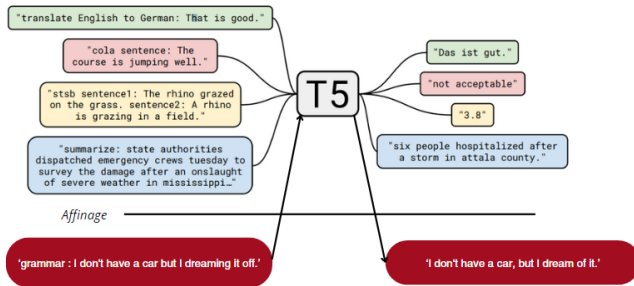 "translate English to German: That is good."
"cola sentence: The
course is jumping well."
"stsb sentence1: The rhino grazed
on the grass. sentence2: A rhino
is grazing in a field."
"summarize: state authorities
dispatched emergency crews tuesday to
survey the damage after an onslaught
of severe weather in mississippi…"
T5
"Das ist gut."
"not acceptable"
"3.8"
"six people hospitalized after
a storm in attala county."
Affinage
'grammar : I don't have a car but I dreaming it off.'
'I don't have a car, but I dream of it.'